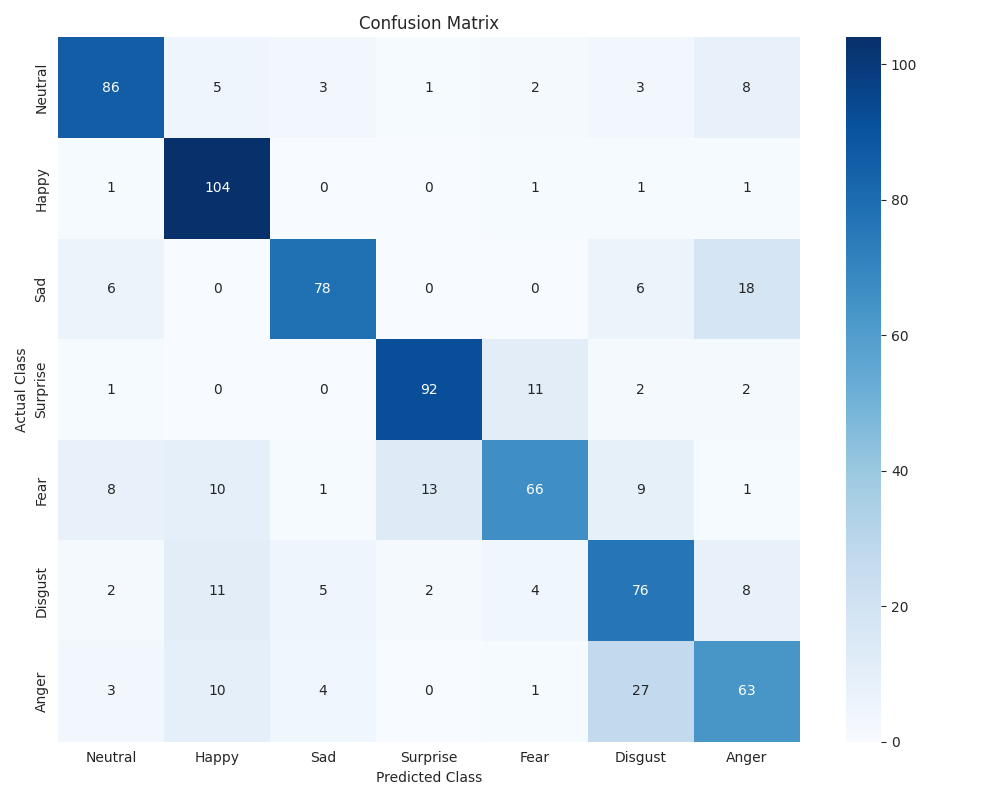 Confusion Matrix
Actual Class
Neutral 86 5 3 1 2 3 8
Happy 1 104 0 0 1 1 1
Sad 6 0 78 0 0 6 18
Surprise 1 0 0 92 11 2 2
Fear 8 10 1 13 66 9 1
Disgust 2 11 5 2 4 76 8
Anger 3 10 4 0 1 27 63
Neutral Happy Sad Surprise Fear Disgust Anger
Predicted Class
100
80
60
40
20
0